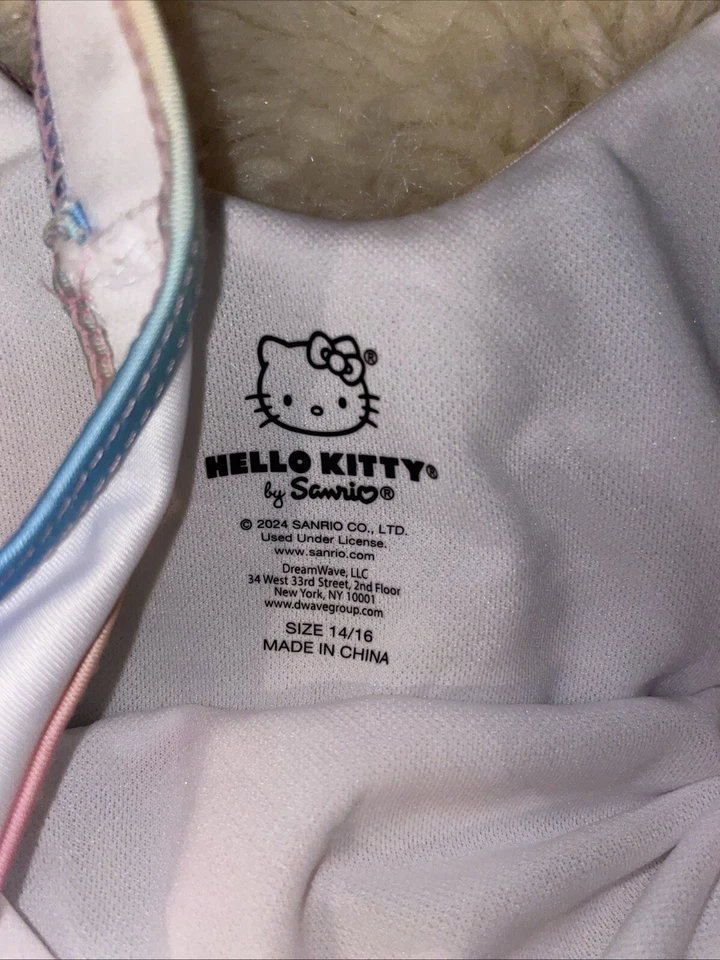 ®
HELLO KITTY®
by Sanrio®
© 2024 SANRIO CO., LTD.
Used Under License.
www.sanrio.com
DreamWave, LLC
34 West 33rd Street, 2nd Floor
New York, NY 10001
www.dwavegroup.com
SIZE 14/16
MADE IN CHINA